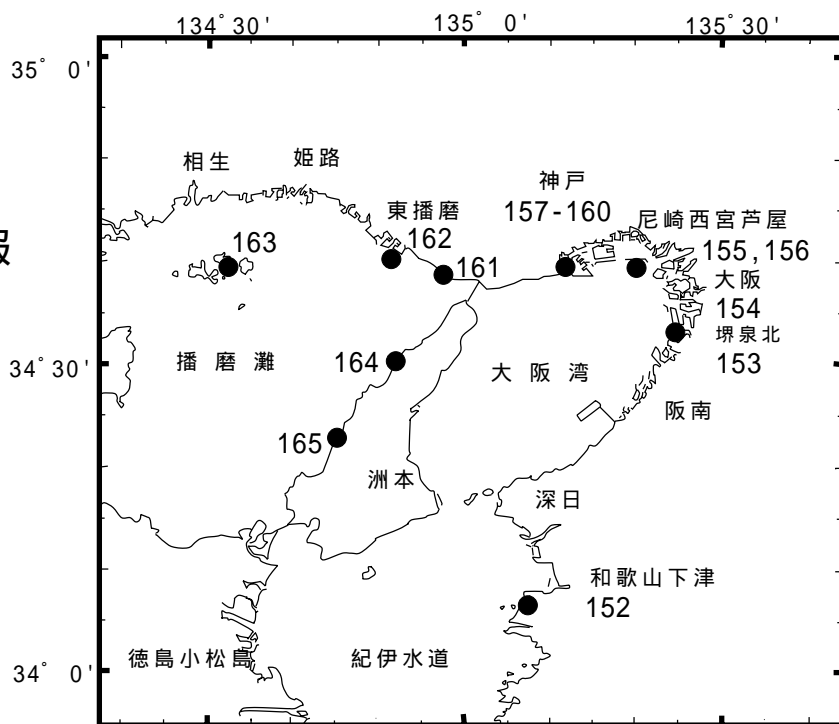 134° 30'
135° 0'
135° 30'
35° 0'
相生
姫路
神戸
157-160
東播磨
162
尼崎西宮芦屋
155,156
報
163
161
大阪
154
堺泉北
153
34° 30'
播磨灘
164
大阪湾
阪南
165
洲本
深日
和歌山下津
152
徳島小松島
紀伊水道
34° 0'